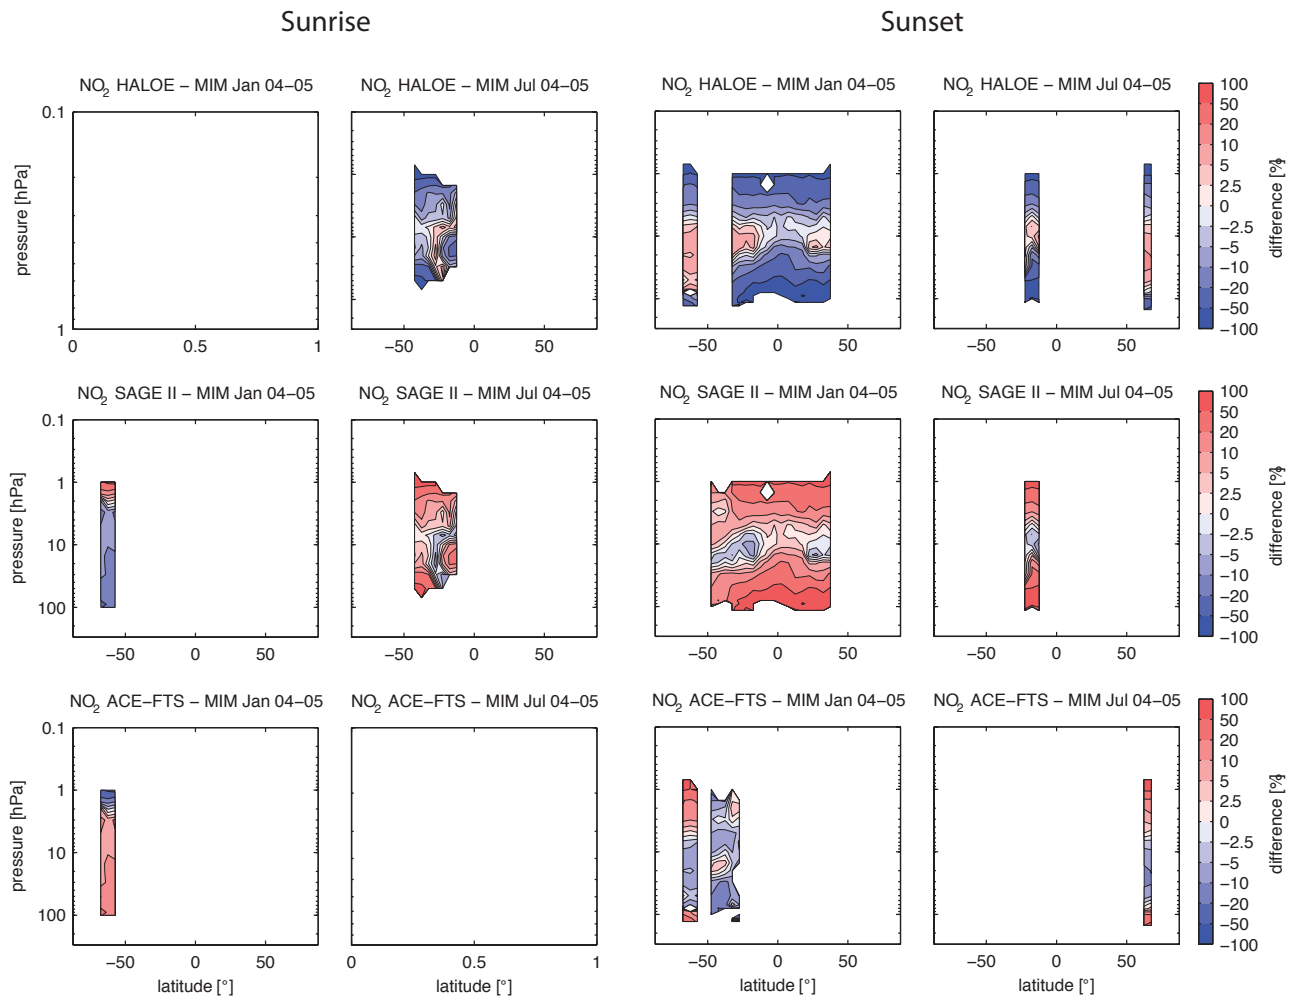 Sunrise Sunset
NO2 HALOE − MIM Jan 04−05 NO2 HALOE − MIM Jul 04−05 NO2 HALOE − MIM Jan 04−05 NO2 HALOE − MIM Jul 04−05
0.1
1
pressure [hPa]
0 0.5 1
−50 0 50
−50 0 50
−50 0 50
100
50
20
10
5
2.5
0
−2.5
−5
−10
−20
−50
−100
difference [%]
NO2 SAGE II − MIM Jan 04−05 NO2 SAGE II − MIM Jul 04−05 NO2 SAGE II − MIM Jan 04−05 NO2 SAGE II − MIM Jul 04−05
0.1
1
10
100
pressure [hPa]
−50 0 50
−50 0 50
−50 0 50
−50 0 50
100
50
20
10
5
2.5
0
−2.5
−5
−10
−20
−50
−100
difference [%]
NO2 ACE−FTS − MIM Jan 04−05 NO2 ACE−FTS − MIM Jul 04−05 NO2 ACE−FTS − MIM Jan 04−05 NO2 ACE−FTS − MIM Jul 04−05
0.1
1
10
100
pressure [hPa]
−50 0 50
0 0.5 1
−50 0 50
−50 0 50
latitude [°] latitude [°] latitude [°] latitude [°]
100
50
20
10
5
2.5
0
−2.5
−5
−10
−20
−50
−100
difference [%]